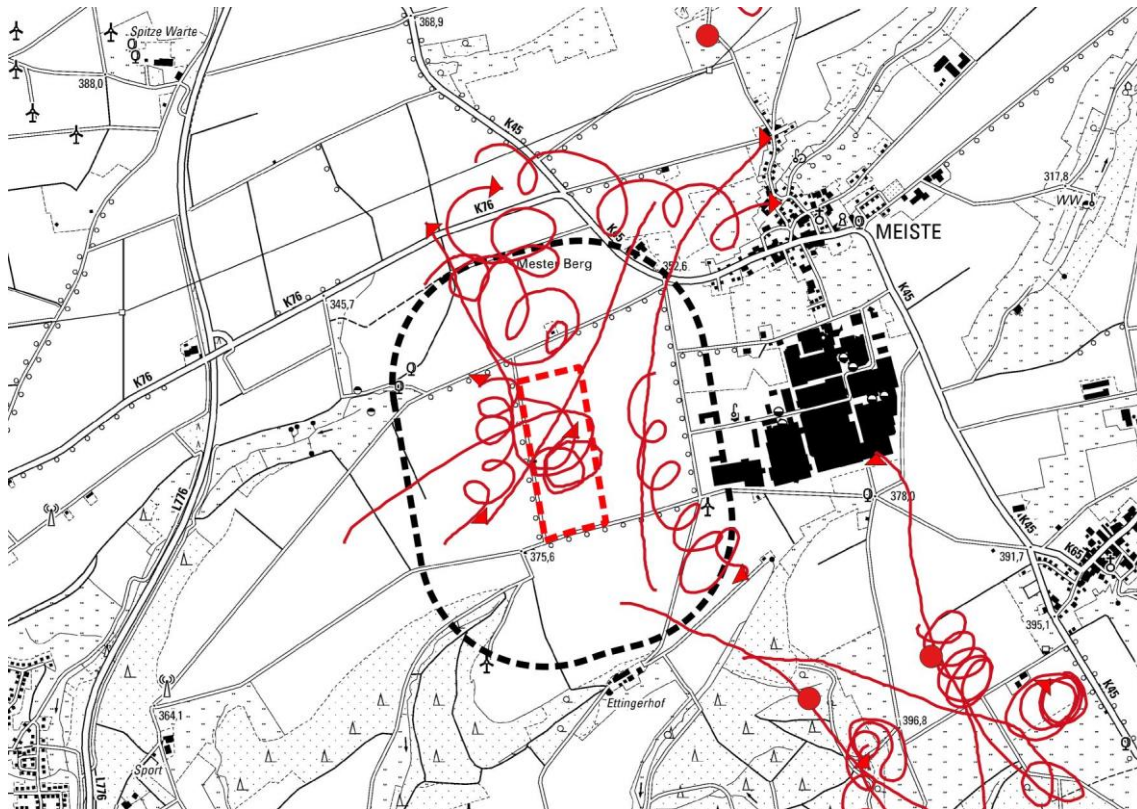 368,9
Spitze Warte
388,0
K45
317,8
WW
K76
MEISTE
K45
Mester Berg
352,6
K45
K76
345,7
K76
L776
378,0
K45
375,6
391,7
K65
395,1
Ettingerhof
364,1
396,8
K45
Sport
L776